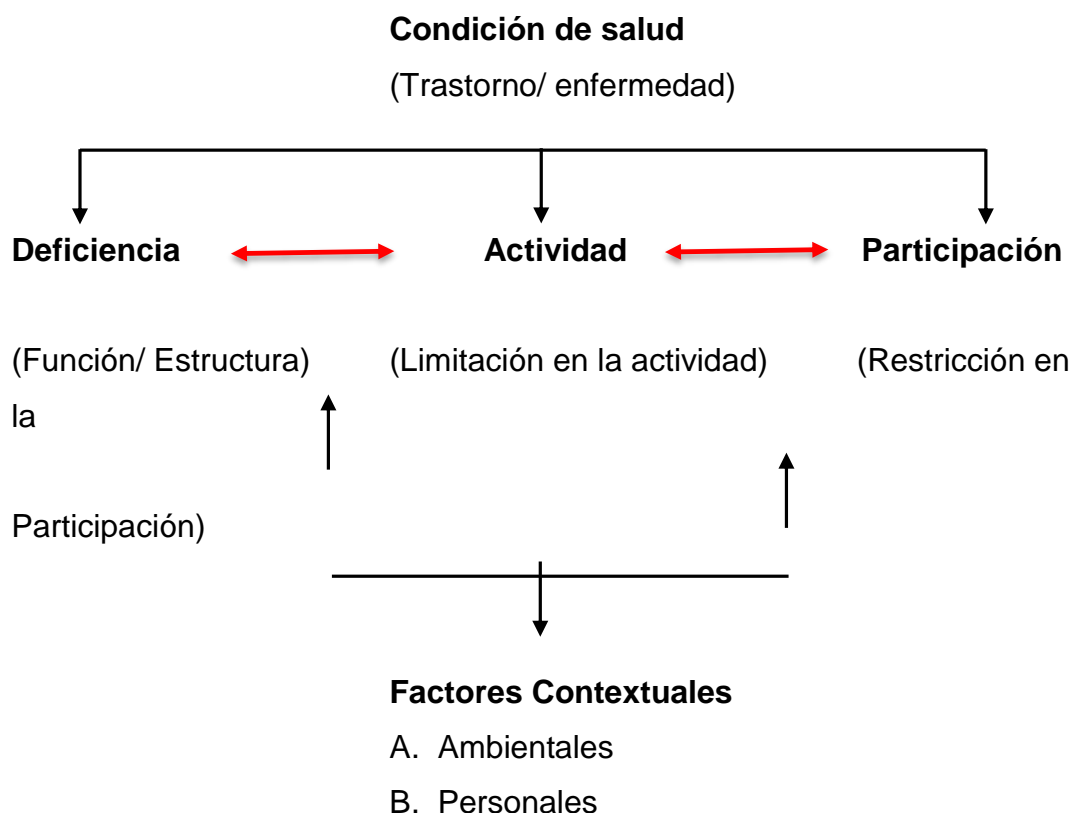 Condición de salud
(Trastorno/ enfermedad)
Deficiencia Actividad Participación
(Función/ Estructura) (Limitación en la actividad) (Restricción en
la
Participación)
Factores Contextuales
A. Ambientales
B. Personales